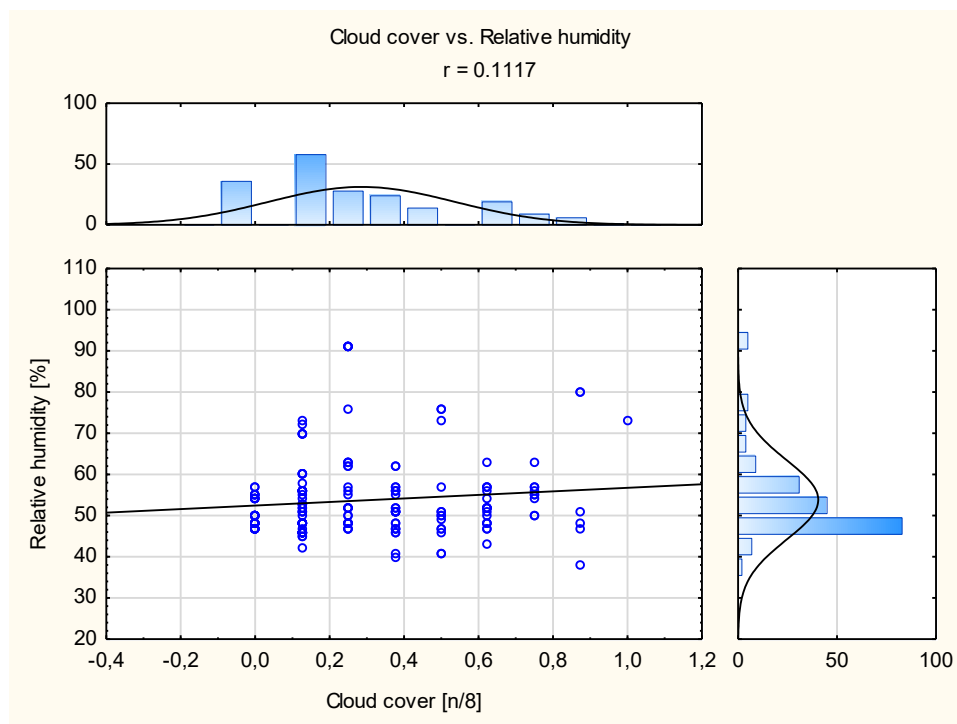 Cloud cover vs. Relative humidity
r = 0.1117
100
50
0
110
100
90
80
70
60
50
40
30
20
Relative humidity [%]
-0,4 -0,2 0,0 0,2 0,4 0,6 0,8 1,0 1,2
0 50 100
Cloud cover [n/8]